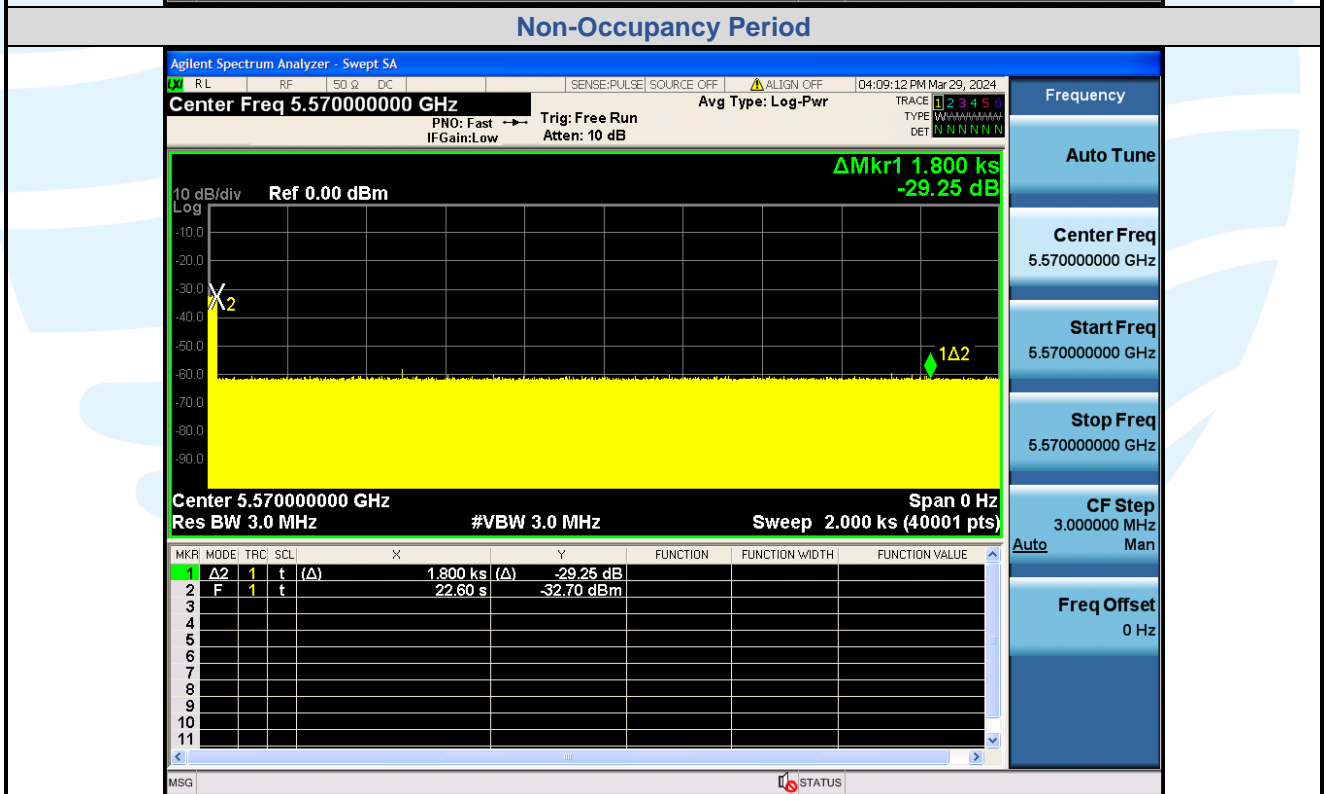 Non-Occupancy Period
Agilent Spectrum Analyzer - Swept SA
LXI RL RF 50 Ω DC SENSE:PULSE SOURCE OFF ALIGN OFF 04:09:12 PM Mar 29, 2024
Center Freq 5.570000000 GHz
PNO: Fast
IFGain:Low
Trig: Free Run
Atten: 10 dB
Avg Type: Log-Pwr
TRACE 1 2 3 4 5 6
TYPE
DET N N N N N N
ΔMkr1 1.800 ks
-29.25 dB
10 dB/div Ref 0.00 dBm
Log
-10.0
-20.0
-30.0
2
-40.0
-50.0
1Δ2
-60.0
-70.0
-80.0
-90.0
Center 5.570000000 GHz Span 0 Hz
Res BW 3.0 MHz #VBW 3.0 MHz Sweep 2.000 ks (40001 pts)
MKR MODE TRC SCL X Y FUNCTION FUNCTION WIDTH FUNCTION VALUE
1 Δ2 1 t (Δ) 1.800 ks (Δ) -29.25 dB
2 F 1 t 22.60 s -32.70 dBm
3
4
5
6
7
8
9
10
11
MSG STATUS
Frequency
Auto Tune
Center Freq
5.570000000 GHz
Start Freq
5.570000000 GHz
Stop Freq
5.570000000 GHz
CF Step
3.000000 MHz
Auto Man
Freq Offset
0 Hz